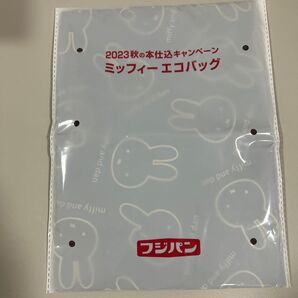 2023秋の本仕込キャンペーン
ミッフィー エコバッグ
miffy and dan
miffy and dan
フジパン